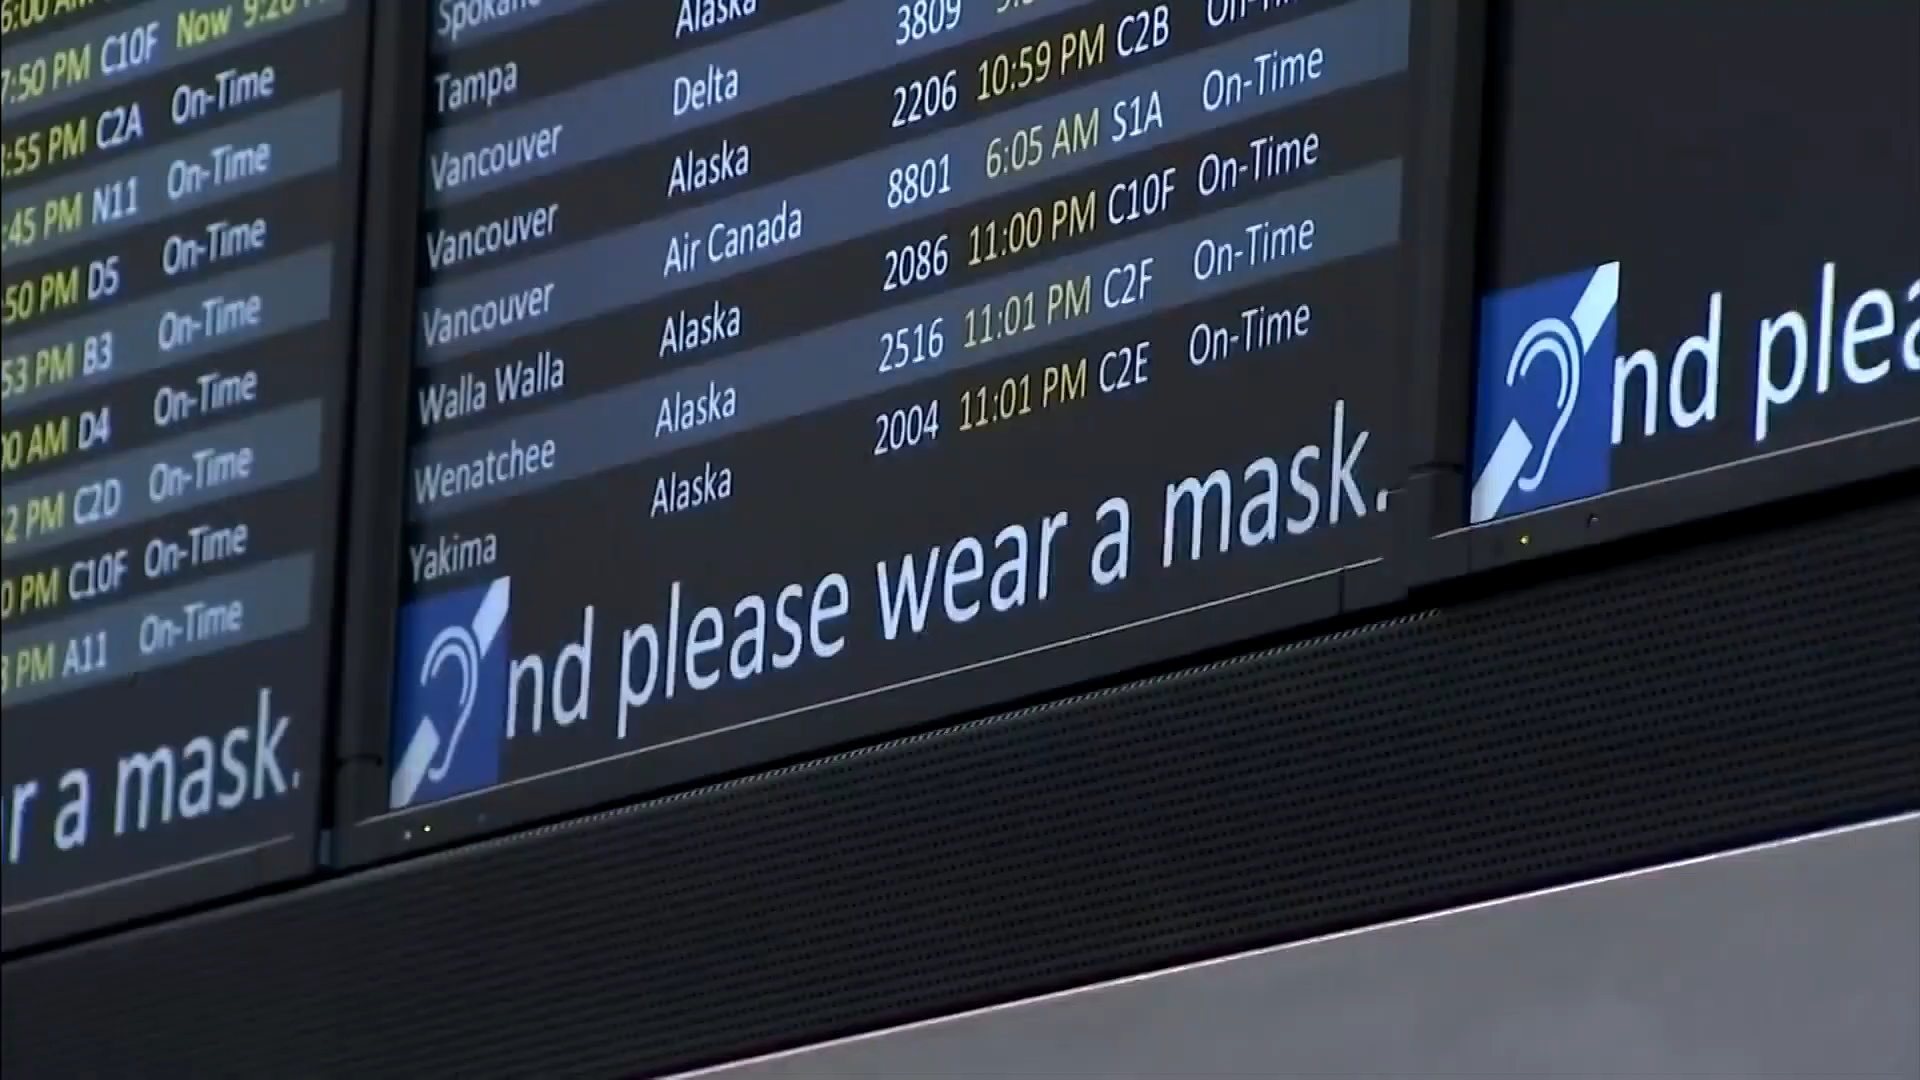 6:00 AM
7:50 PM C10F Now 9:20
:55 PM C2A On-Time
:45 PM N11 On-Time
:50 PM D5 On-Time
53 PM B3 On-Time
00 AM D4 On-Time
2 PM C2D On-Time
0 PM C10F On-Time
3 PM A11 On-Time
r a mask.
Spokane
Tampa Alaska
Vancouver Delta 3809
Vancouver Alaska 2206 10:59 PM C2B On-Ti
Vancouver Air Canada 8801 6:05 AM S1A On-Time
Walla Walla Alaska 2086 11:00 PM C10F On-Time
Wenatchee Alaska 2516 11:01 PM C2F On-Time
Yakima Alaska 2004 11:01 PM C2E On-Time
nd please wear a mask.
nd plea